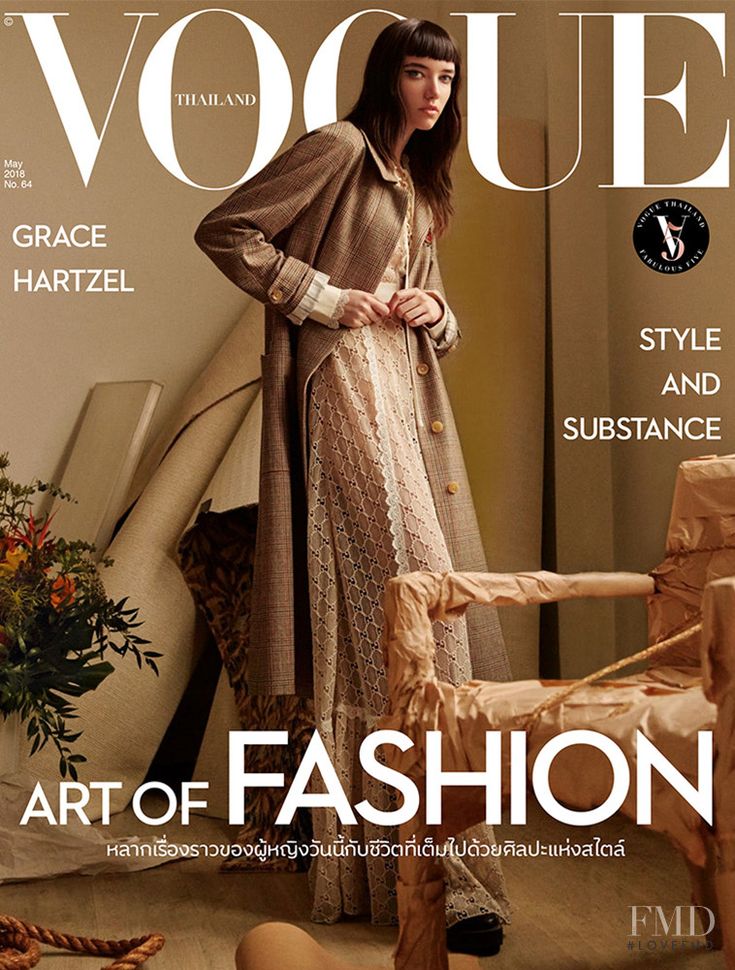 ©
VOGUE
THAILAND
May
2018
No. 64
GRACE
HARTZEL
VOGUE THAILAND
V5
FABULOUS FIVE
STYLE
AND
SUBSTANCE
ART OF FASHION
หลากเรื่องราวของผู้หญิงวันนี้กับชีวิตที่เต็มไปด้วยศิลปะแห่งสไตล์
FMD
#LOVEFMD